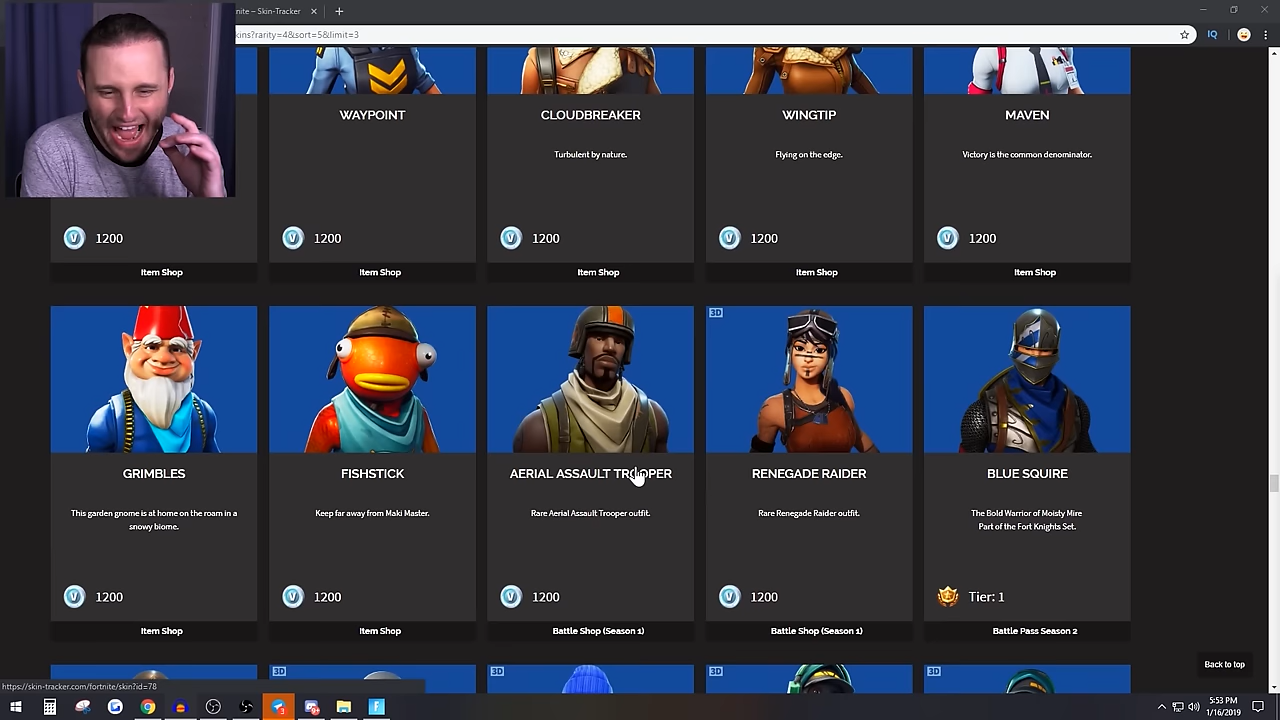 nite – Skin-Tracker
kins?rarity=4&sort=5&limit=3
IQ
WAYPOINT
CLOUDBREAKER
WINGTIP
MAVEN
Turbulent by nature.
Flying on the edge.
Victory is the common denominator.
V 1200
V 1200
V 1200
V 1200
V 1200
Item Shop
Item Shop
Item Shop
Item Shop
Item Shop
3D
GRIMBLES
FISHSTICK
AERIAL ASSAULT TROOPER
RENEGADE RAIDER
BLUE SQUIRE
This garden gnome is at home on the roam in a
snowy biome.
Keep far away from Maki Master.
Rare Aerial Assault Trooper outfit.
Rare Renegade Raider outfit.
The Bold Warrior of Moisty Mire
Part of the Fort Knights Set.
V 1200
V 1200
V 1200
V 1200
Tier: 1
Item Shop
Item Shop
Battle Shop (Season 1)
Battle Shop (Season 1)
Battle Pass Season 2
3D
3D
3D
3D
Back to top
https://skin-tracker.com/fortnite/skin?id=78
5:53 PM
1/16/2019